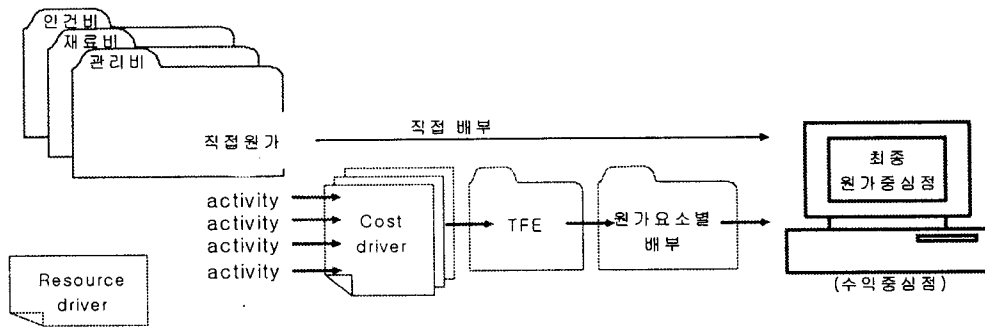 인건비
재료비
관리비
직접원가
직접 배부
최종
원가중심점
activity
activity
activity
activity
Cost
driver
TFE
원가요소별
배부
(수익중심점)
Resource
driver